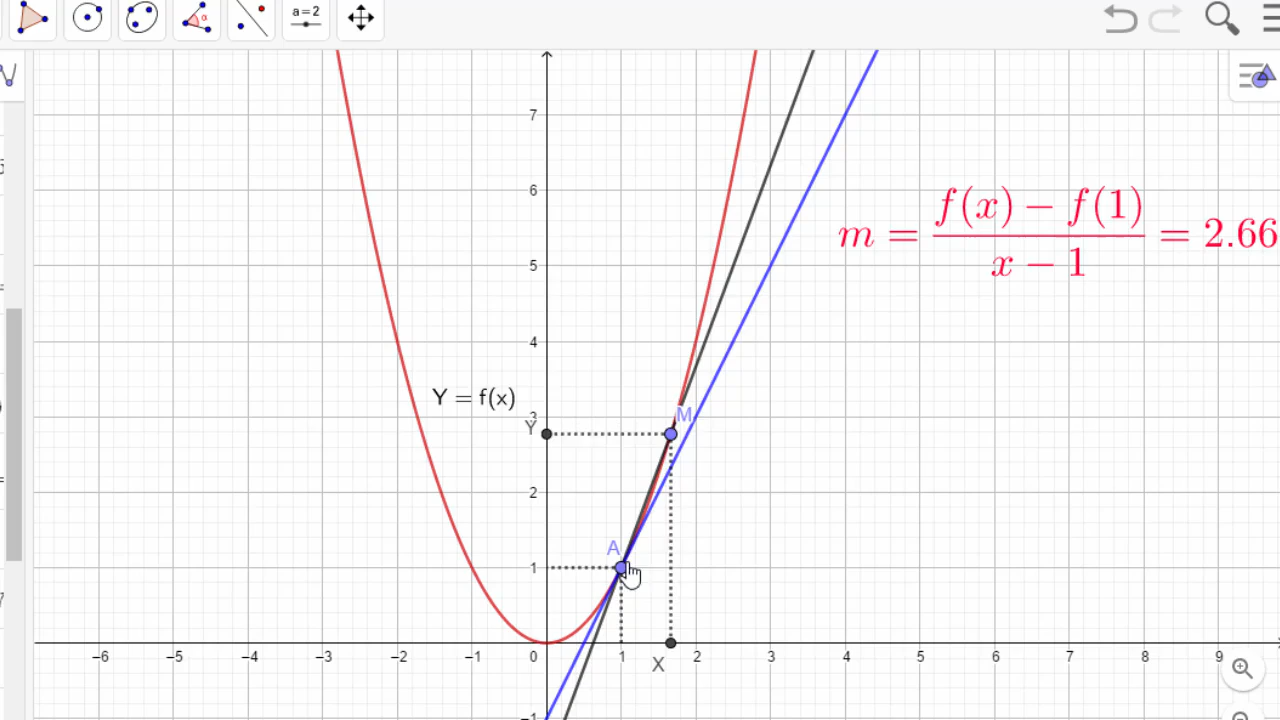 a = 2
7
6
m = \frac{f(x) - f(1)}{x - 1} = 2.66
5
4
Y = f(x)
3
M
Y
2
A
1
−6 −5 −4 −3 −2 −1 0 1 2 3 4 5 6 7 8 9
X
−1